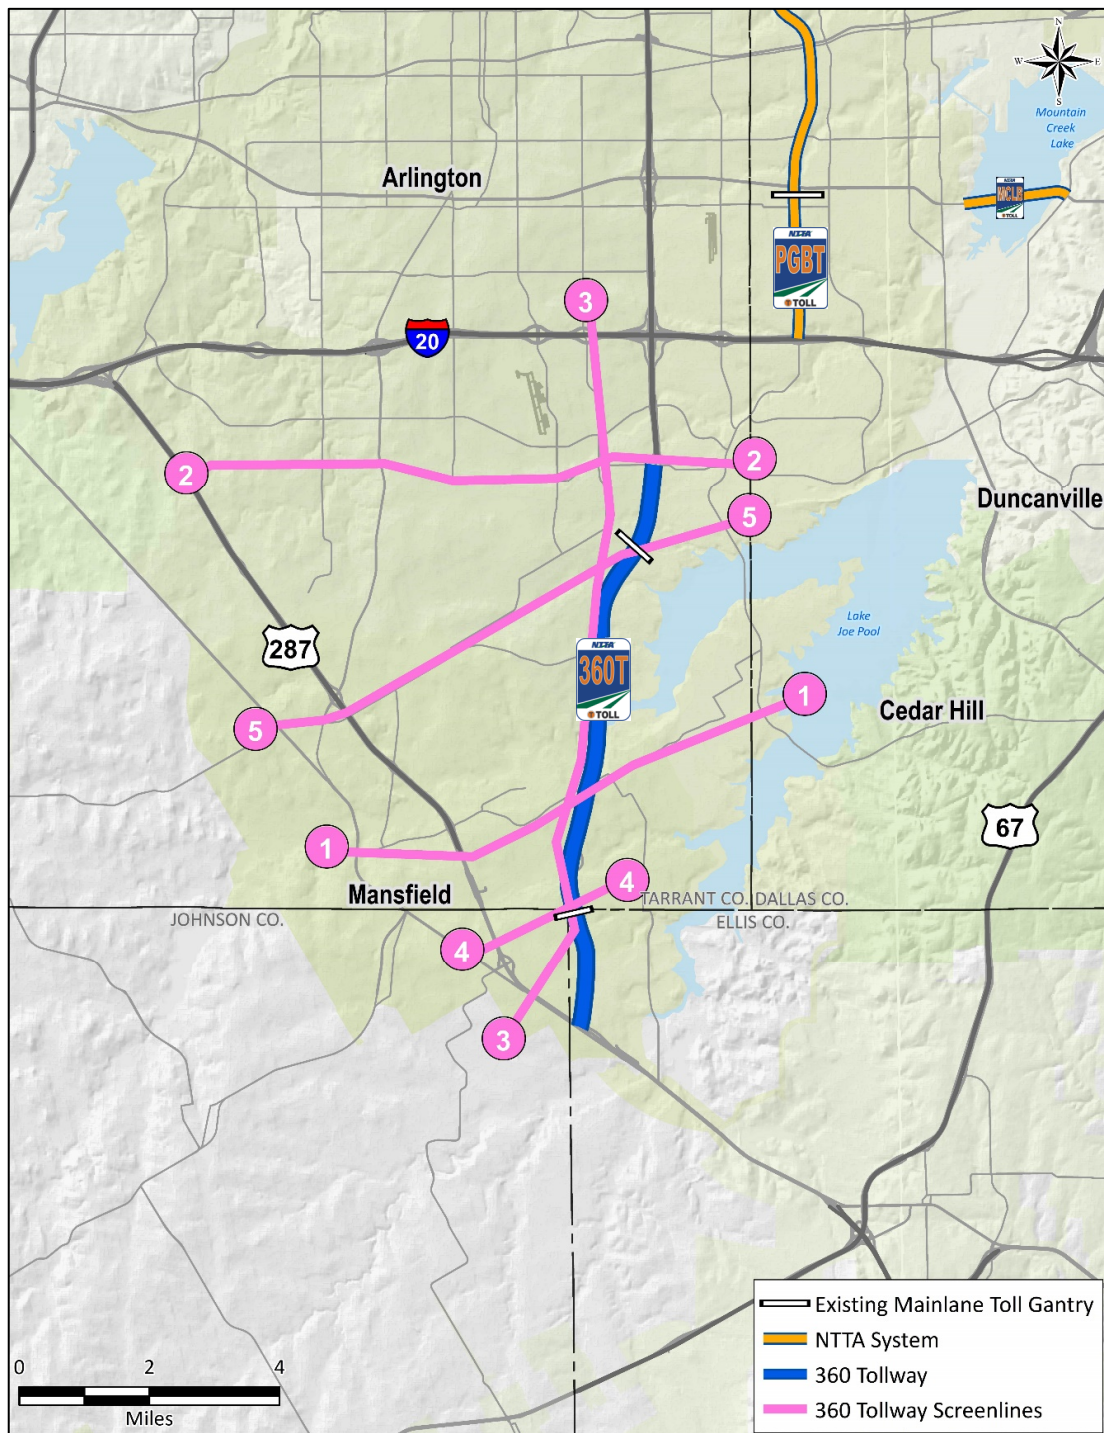 N
W
E
S
Mountain
Creek
Lake
Arlington
NTTA
MCLB
TOLL
NTTA
PGBT
TOLL
3
20
2
2
5
Duncanville
Lake
Joe Pool
287
NTTA
360T
TOLL
1
Cedar Hill
5
67
1
4
Mansfield
TARRANT CO.
DALLAS CO.
JOHNSON CO.
ELLIS CO.
4
3
Existing Mainlane Toll Gantry
NTTA System
360 Tollway
360 Tollway Screenlines
0 2 4
Miles